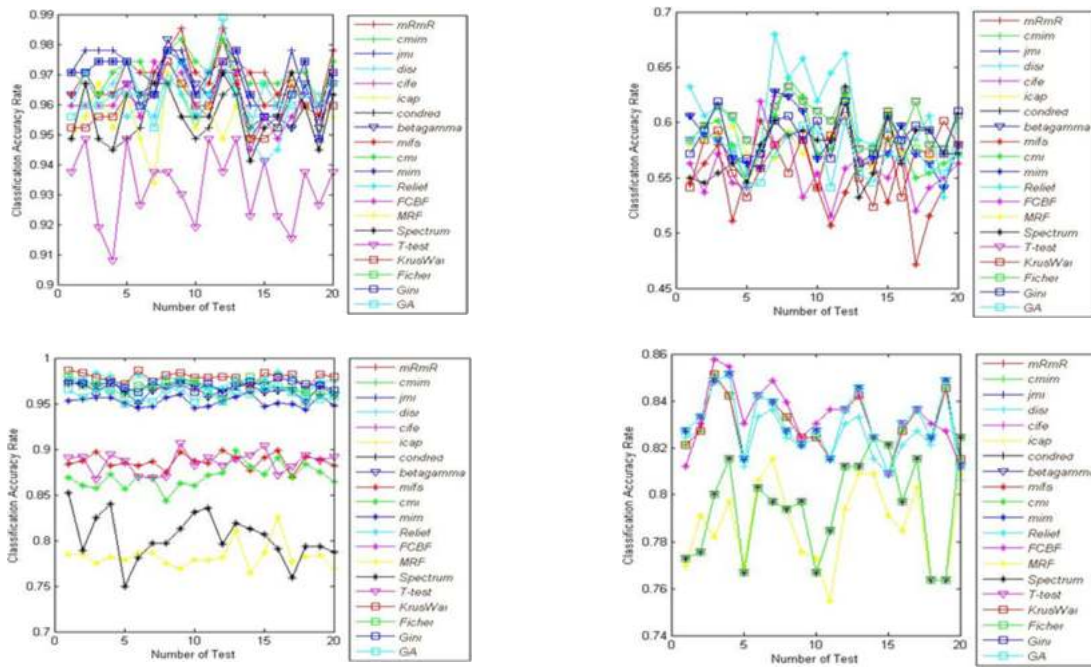 0.99
0.98
0.97
0.96
0.95
0.94
0.93
0.92
0.91
0.9
Classification Accuracy Rate
0 5 10 15 20
Number of Test
mRmR
cmim
jmi
disr
cife
icap
condred
betagamma
mifs
cmi
mim
Relief
FCBF
MRF
Spectrum
T-test
KrusWal
Ficher
Gini
GA
0.7
0.65
0.6
0.55
0.5
0.45
Classification Accuracy Rate
0 5 10 15 20
Number of Test
mRmR
cmim
jmi
disr
cife
icap
condred
betagamma
mifs
cmi
mim
Relief
FCBF
MRF
Spectrum
T-test
KrusWal
Ficher
Gini
GA
1
0.95
0.9
0.85
0.8
0.75
0.7
Classification Accuracy Rate
0 5 10 15 20
Number of Test
mRmR
cmim
jmi
disr
cife
icap
condred
betagamma
mifs
cmi
mim
Relief
FCBF
MRF
Spectrum
T-test
KrusWal
Ficher
Gini
GA
0.86
0.84
0.82
0.8
0.78
0.76
0.74
Classification Accuracy Rate
0 5 10 15 20
Number of Test
mRmR
cmim
jmi
disr
cife
icap
condred
betagamma
mifs
cmi
mim
Relief
FCBF
MRF
Spectrum
T-test
KrusWal
Ficher
Gini
GA